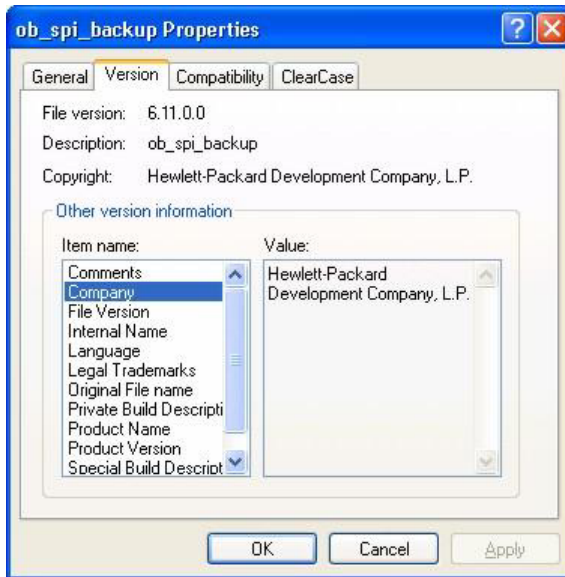 ob_spi_backup Properties
General Version Compatibility ClearCase
File version: 6.11.0.0
Description: ob_spi_backup
Copyright: Hewlett-Packard Development Company, L.P.
Other version information
Item name: Value:
Comments
Company
File Version
Internal Name
Language
Legal Trademarks
Original File name
Private Build Descripti
Product Name
Product Version
Special Build Descript
Hewlett-Packard
Development Company, L.P.
OK Cancel Apply